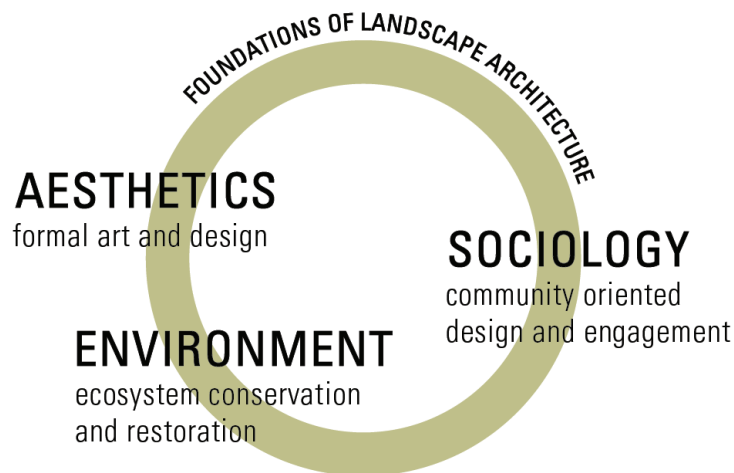 FOUNDATIONS OF LANDSCAPE ARCHITECTURE
AESTHETICS
formal art and design
SOCIOLOGY
community oriented
design and engagement
ENVIRONMENT
ecosystem conservation
and restoration